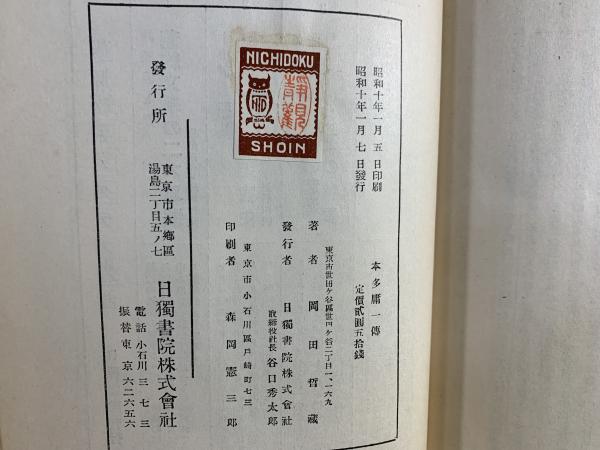 昭和十年一月五日印刷
昭和十年一月七日發行
本多庸一傳
定價貳圓五拾錢
NICHIDOKU
SHOIN
東京市世田ケ谷區世田ケ谷二丁目一、一六九
著者 岡田哲藏
發行者 日獨書院株式會社
取締役社長 谷口秀太郎
東京市小石川區戸崎町七三
印刷者 森岡憲三郎
發行所
東京市本鄉區
湯島二丁目五ノ七
日獨書院株式會社
電話小石川三七三
振替東京六二六五六